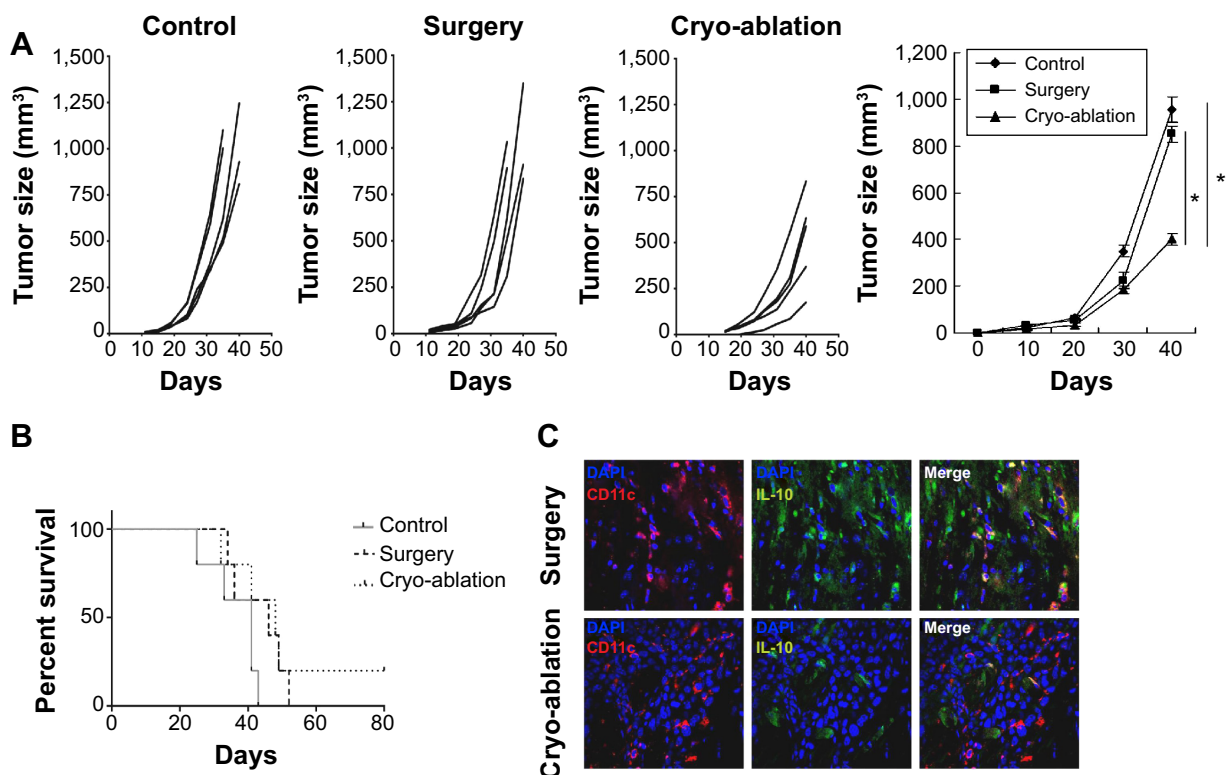 A
Control
Tumor size (mm3)
1,500
1,250
1,000
750
500
250
0
0 10 20 30 40 50
Days
Surgery
Tumor size (mm3)
1,500
1,250
1,000
750
500
250
0
0 10 20 30 40 50
Days
Cryo-ablation
Tumor size (mm3)
1,500
1,250
1,000
750
500
250
0
0 10 20 30 40 50
Days
Tumor size (mm3)
1,200
1,000
800
600
400
200
0
0 10 20 30 40
Days
Control
Surgery
Cryo-ablation
*
*
B
Percent survival
100
50
0
0 20 40 60 80
Days
Control
Surgery
Cryo-ablation
C
Surgery
DAPI
CD11c
DAPI
IL-10
Merge
Cryo-ablation
DAPI
CD11c
DAPI
IL-10
Merge